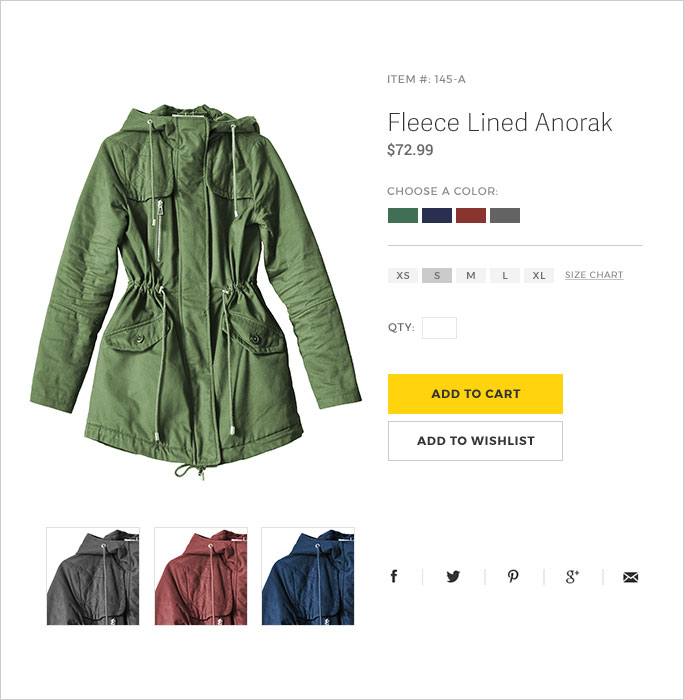 ITEM #: 145-A
Fleece Lined Anorak
$72.99
CHOOSE A COLOR:
XS S M L XL SIZE CHART
QTY:
ADD TO CART
ADD TO WISHLIST